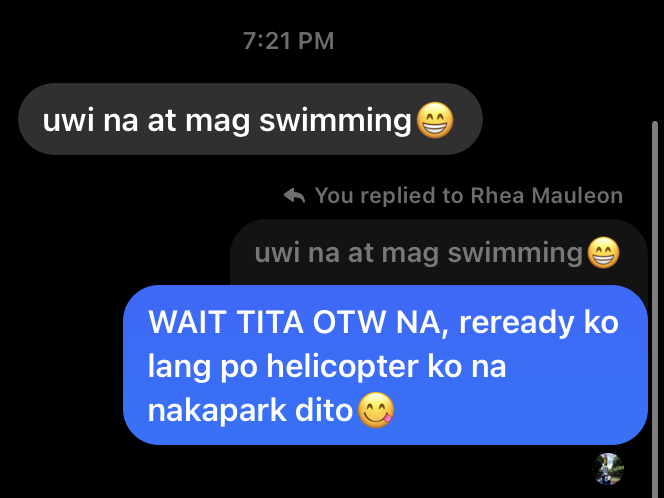 7:21 PM
uwi na at mag swimming😁
You replied to Rhea Mauleon
uwi na at mag swimming😁
WAIT TITA OTW NA, reready ko
lang po helicopter ko na
nakapark dito😋